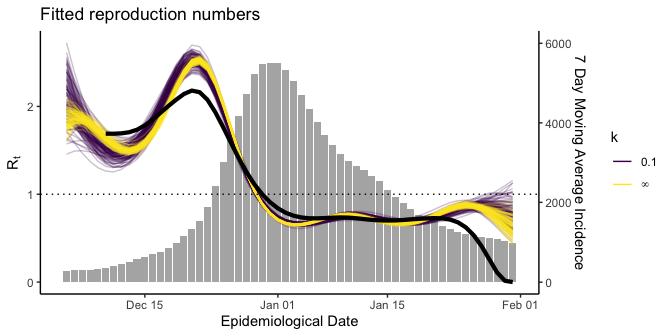 Fitted reproduction numbers
Rt
2
1
0
6000
4000
2000
0
7 Day Moving Average Incidence
k
0.1
∞
Dec 15
Jan 01
Jan 15
Feb 01
Epidemiological Date